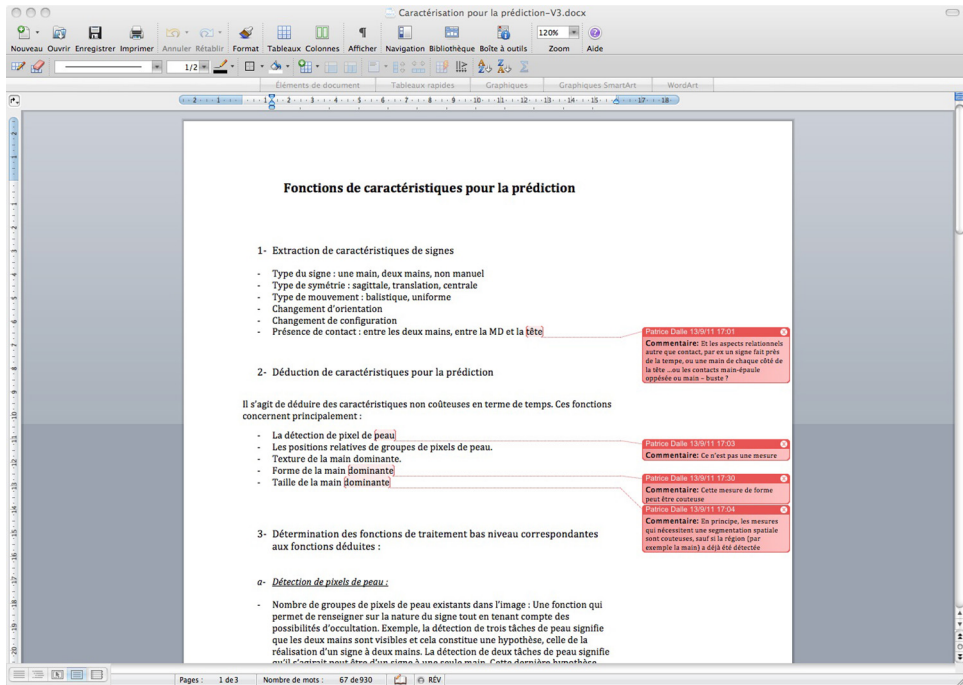 Caractérisation pour la prédiction-V3.docx
120%
Nouveau Ouvrir Enregistrer Imprimer Annuler Rétablir Format Tableaux Colonnes Afficher Navigation Bibliothèque Boîte à outils Zoom Aide
1/2
Éléments de document Tableaux rapides Graphiques Graphiques SmartArt WordArt
Fonctions de caractéristiques pour la prédiction
1- Extraction de caractéristiques de signes
- Type du signe : une main, deux mains, non manuel
- Type de symétrie : sagittale, translation, centrale
- Type de mouvement : balistique, uniforme
- Changement d'orientation
- Changement de configuration
- Présence de contact : entre les deux mains, entre la MD et la tête
Patrice Dalle 13/9/11 17:01
Commentaire: Et les aspects relationnels
autre que contact, par ex un signe fait près
de la tempe, ou une main de chaque côté de
la tête ...ou les contacts main-épaule
oppésée ou main – buste ?
2- Déduction de caractéristiques pour la prédiction
Il s'agit de déduire des caractéristiques non coûteuses en terme de temps. Ces fonctions
concernent principalement :
- La détection de pixel de peau
- Les positions relatives de groupes de pixels de peau.
- Texture de la main dominante.
- Forme de la main dominante
- Taille de la main dominante
Patrice Dalle 13/9/11 17:03
Commentaire: Ce n'est pas une mesure
Patrice Dalle 13/9/11 17:30
Commentaire: Cette mesure de forme
peut être couteuse
Patrice Dalle 13/9/11 17:04
Commentaire: En principe, les mesures
qui nécessitent une segmentation spatiale
sont couteuses, sauf si la région (par
exemple la main) a déjà été détectée
3- Détermination des fonctions de traitement bas niveau correspondantes
aux fonctions déduites :
a- Détection de pixels de peau :
- Nombre de groupes de pixels de peau existants dans l'image : Une fonction qui
permet de renseigner sur la nature du signe tout en tenant compte des
possibilités d'occultation. Exemple, la détection de trois tâches de peau signifie
que les deux mains sont visibles et cela constitue une hypothèse, celle de la
réalisation d'un signe à deux mains. La détection de deux tâches de peau signifie
qu'il s'agirait peut être d'un signe à une seule main. Cette dernière hypothèse
Pages : 1 de 3 Nombre de mots : 67 de 930 RÉV